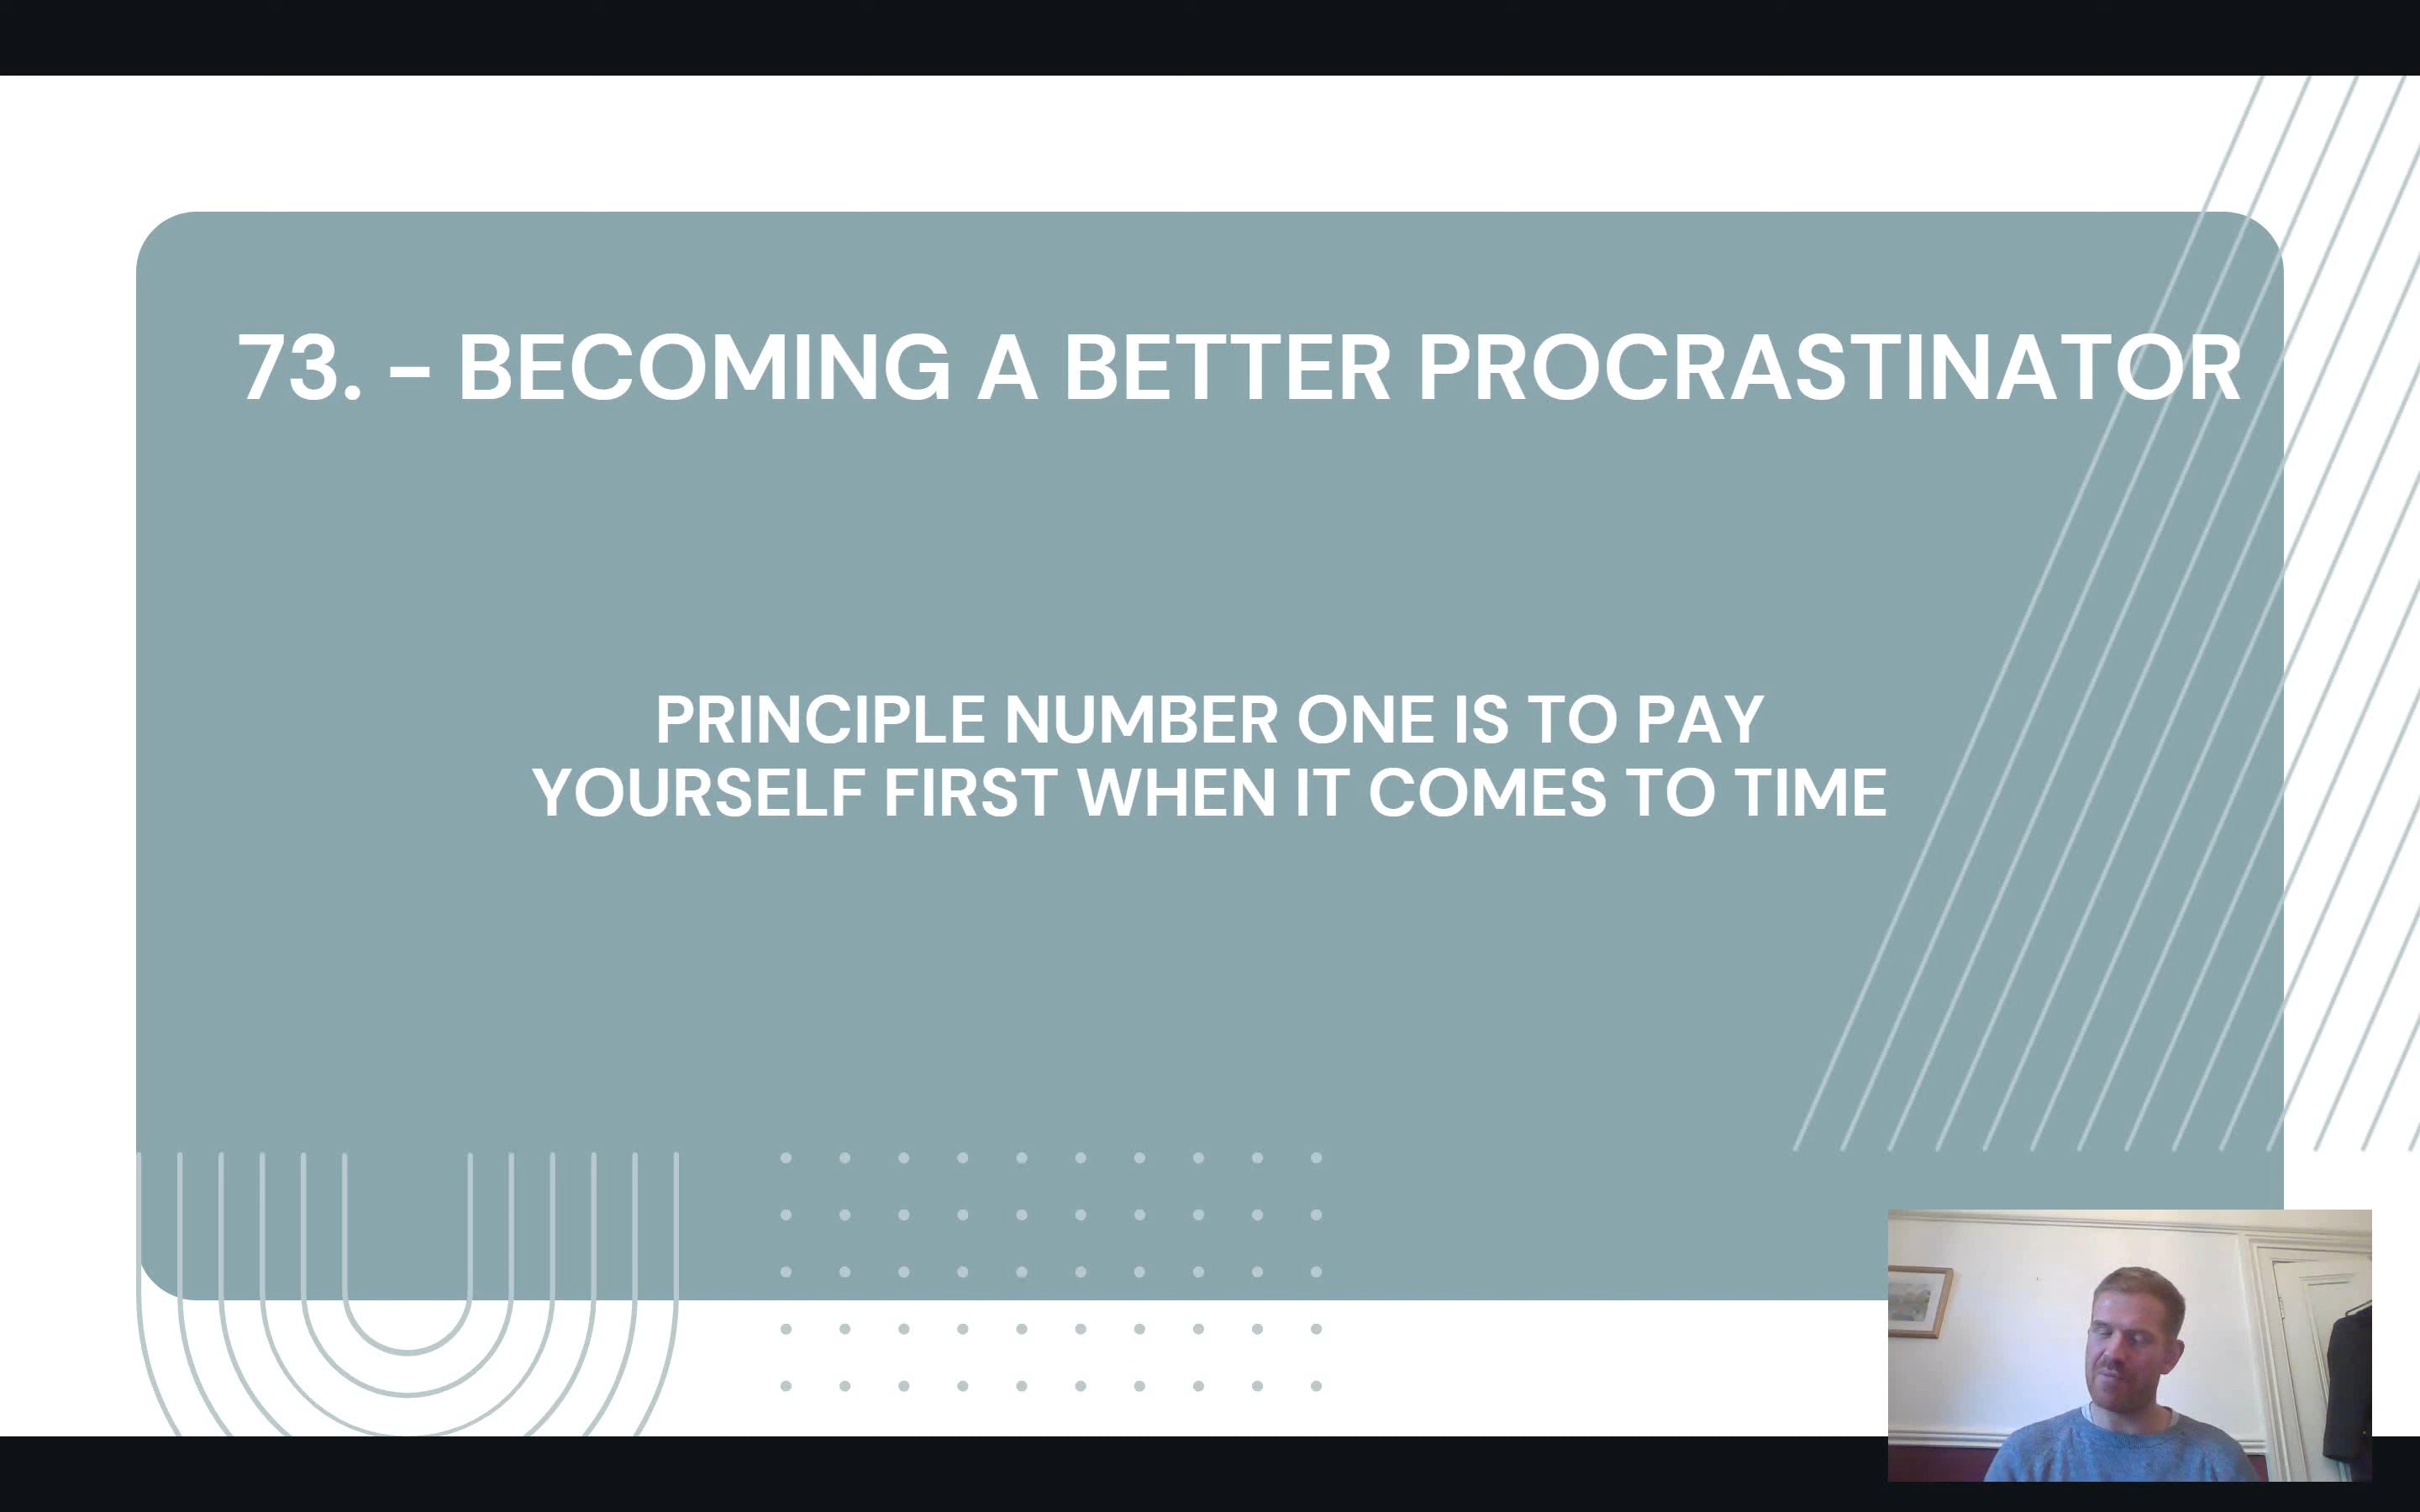 73. - BECOMING A BETTER PROCRASTINATOR
PRINCIPLE NUMBER ONE IS TO PAY
YOURSELF FIRST WHEN IT COMES TO TIME